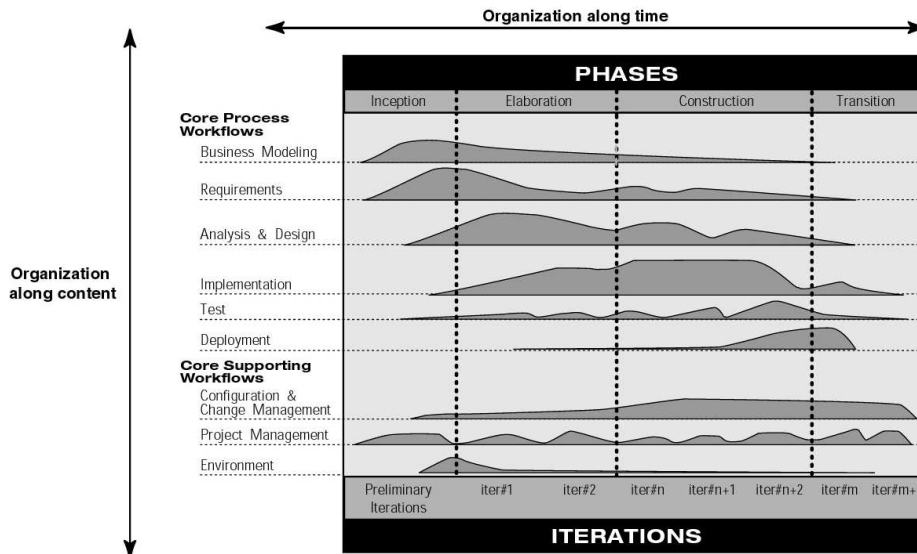 Organization along time
PHASES
Inception Elaboration Construction Transition
Core Process
Workflows
Business Modeling
Requirements
Analysis & Design
Organization
along content
Implementation
Test
Deployment
Core Supporting
Workflows
Configuration &
Change Management
Project Management
Environment
Preliminary
Iterations
iter#1 iter#2 iter#n iter#n+1 iter#n+2 iter#m iter#m+
ITERATIONS